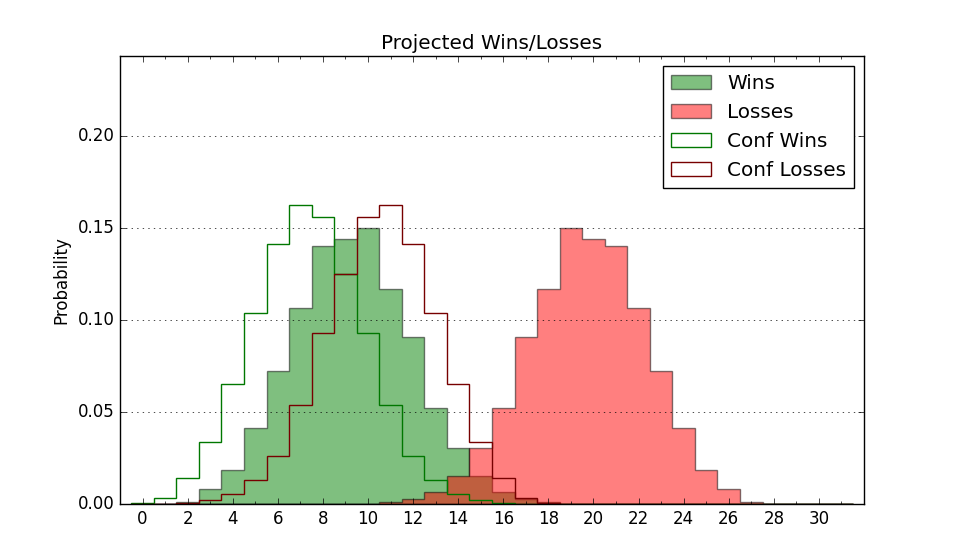 Projected Wins/Losses
Wins
Losses
Conf Wins
Conf Losses
Probability
0.20
0.15
0.10
0.05
0.00
0 2 4 6 8 10 12 14 16 18 20 22 24 26 28 30